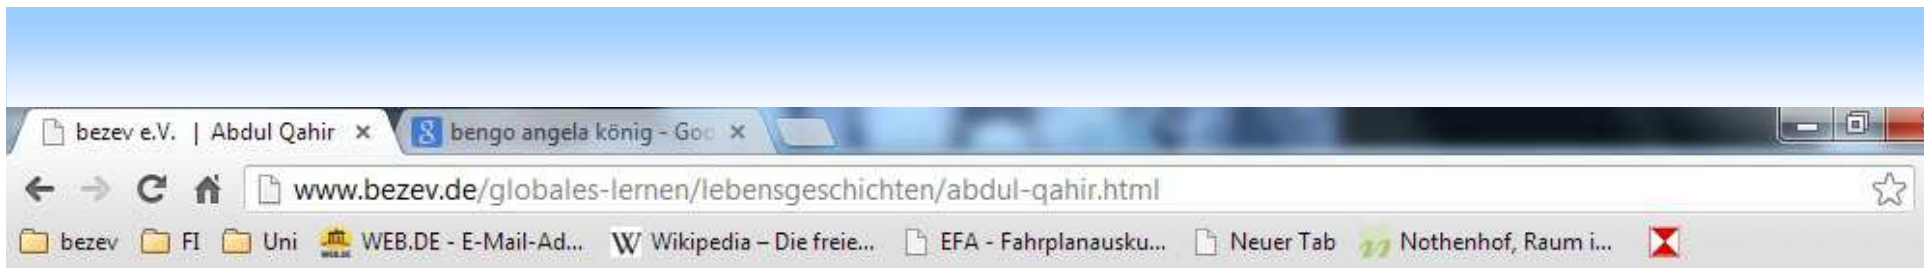 bezev e.V. | Abdul Qahir bengo angela könig - Goo
www.bezev.de/globales-lernen/lebensgeschichten/abdul-qahir.html
bezev FI Uni WEB.DE - E-Mail-Ad... W Wikipedia – Die freie... EFA - Fahrplanausku... Neuer Tab Nothenhof, Raum i...